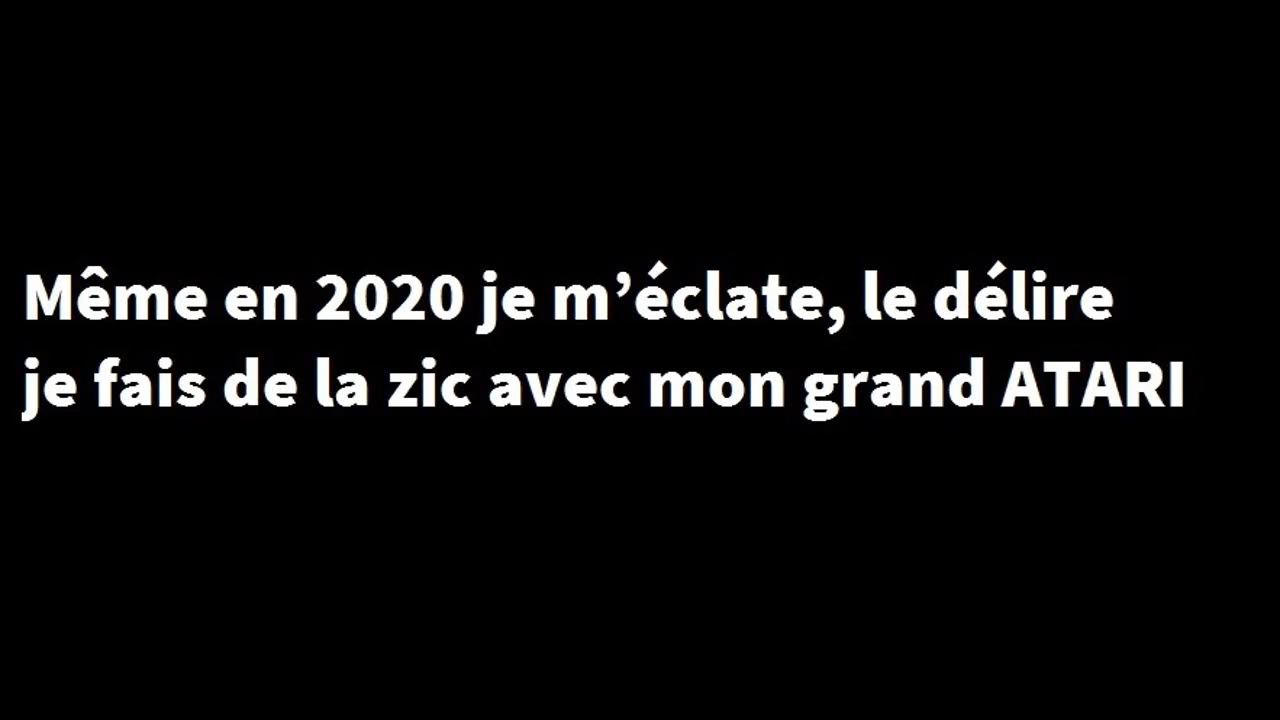 Même en 2020 je m’éclate, le délire
je fais de la zic avec mon grand ATARI